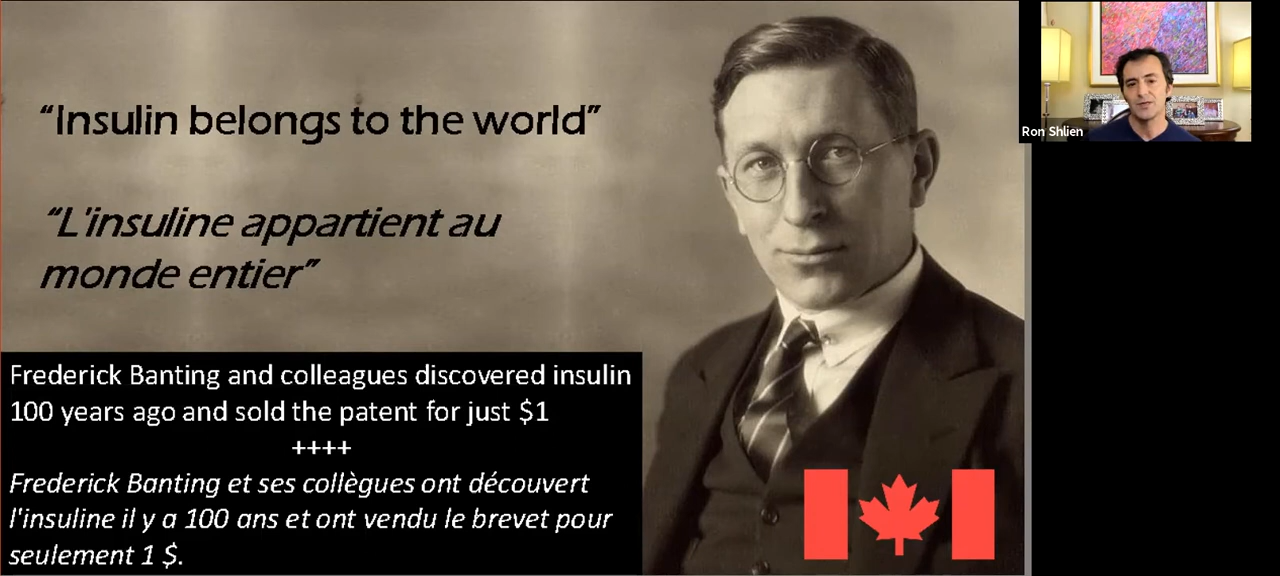 “Insulin belongs to the world”
“L'insuline appartient au
monde entier”
Frederick Banting and colleagues discovered insulin
100 years ago and sold the patent for just $1
++++
Frederick Banting et ses collègues ont découvert
l'insuline il y a 100 ans et ont vendu le brevet pour
seulement 1 $.
Ron Shlien